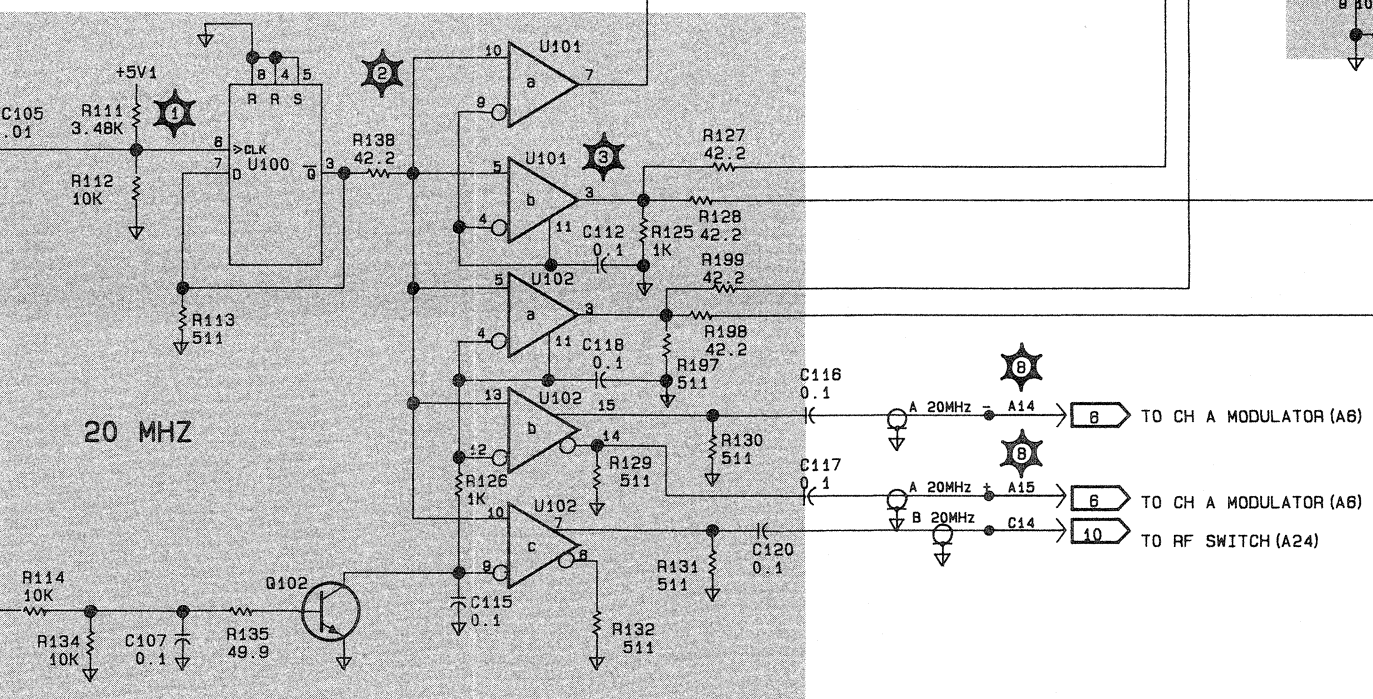 9 10
+5V1
C105
.01
R111
3.48K
1
R112
10K
8 4 5
R R S
6
>CLK
7
D
U100
Q
3
R113
511
2
R138
42.2
10
U101
a
7
9
5
U101
b
3
4
11
3
R127
42.2
R128
42.2
C112
0.1
R125
1K
R199
42.2
5
U102
a
3
4
11
C118
0.1
R198
42.2
R197
511
13
U102
b
15
14
12
R126
1K
R129
511
R130
511
C116
0.1
A 20MHz -
A14
8
6
TO CH A MODULATOR (A6)
C117
0.1
A 20MHz +
A15
8
6
TO CH A MODULATOR (A6)
10
U102
c
7
6
9
R131
511
C120
0.1
B 20MHz
C14
10
TO RF SWITCH (A24)
C115
0.1
R132
511
20 MHZ
R114
10K
R134
10K
C107
0.1
R135
49.9
Q102